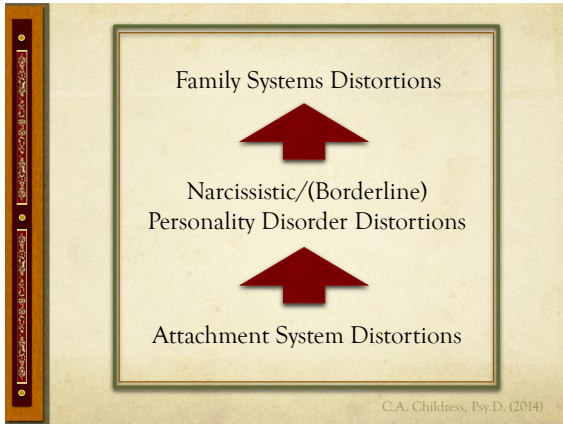 Family Systems Distortions
Narcissistic/(Borderline)
Personality Disorder Distortions
Attachment System Distortions
C.A. Childress, Psy.D. (2014)